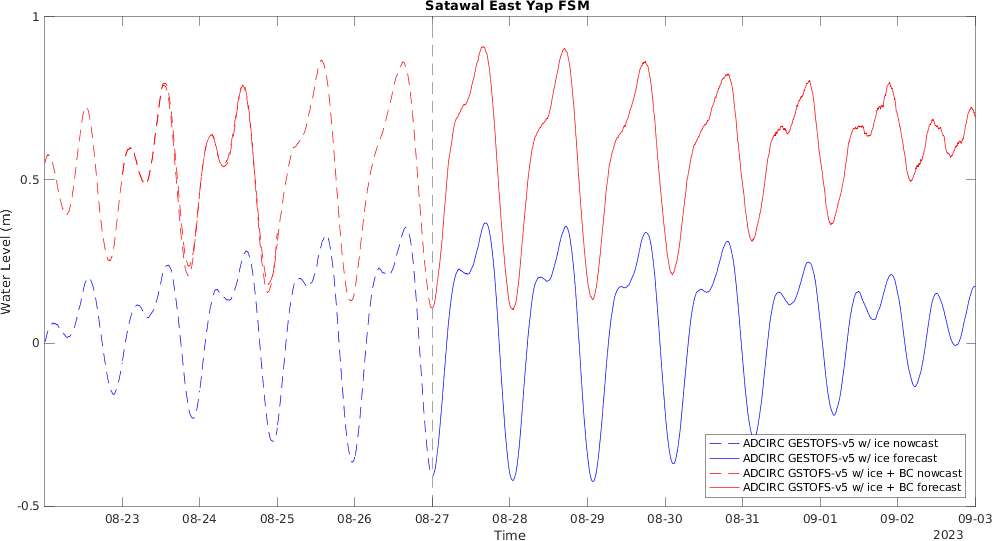 Satawal East Yap FSM
1
0.5
0
-0.5
Water Level (m)
08-23 08-24 08-25 08-26 08-27 08-28 08-29 08-30 08-31 09-01 09-02 09-03
Time
2023
ADCIRC GESTOFS-v5 w/ ice nowcast
ADCIRC GESTOFS-v5 w/ ice forecast
ADCIRC GSTOFS-v5 w/ ice + BC nowcast
ADCIRC GSTOFS-v5 w/ ice + BC forecast